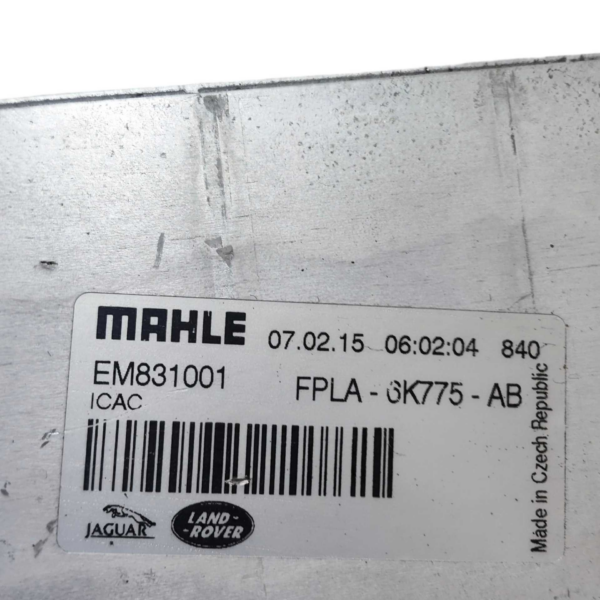 MAHLE 07.02.15 06:02:04 840
EM831001 FPLA - 6K775 - AB
ICAC
JAGUAR
LAND-
-ROVER
Made in Czech Republic